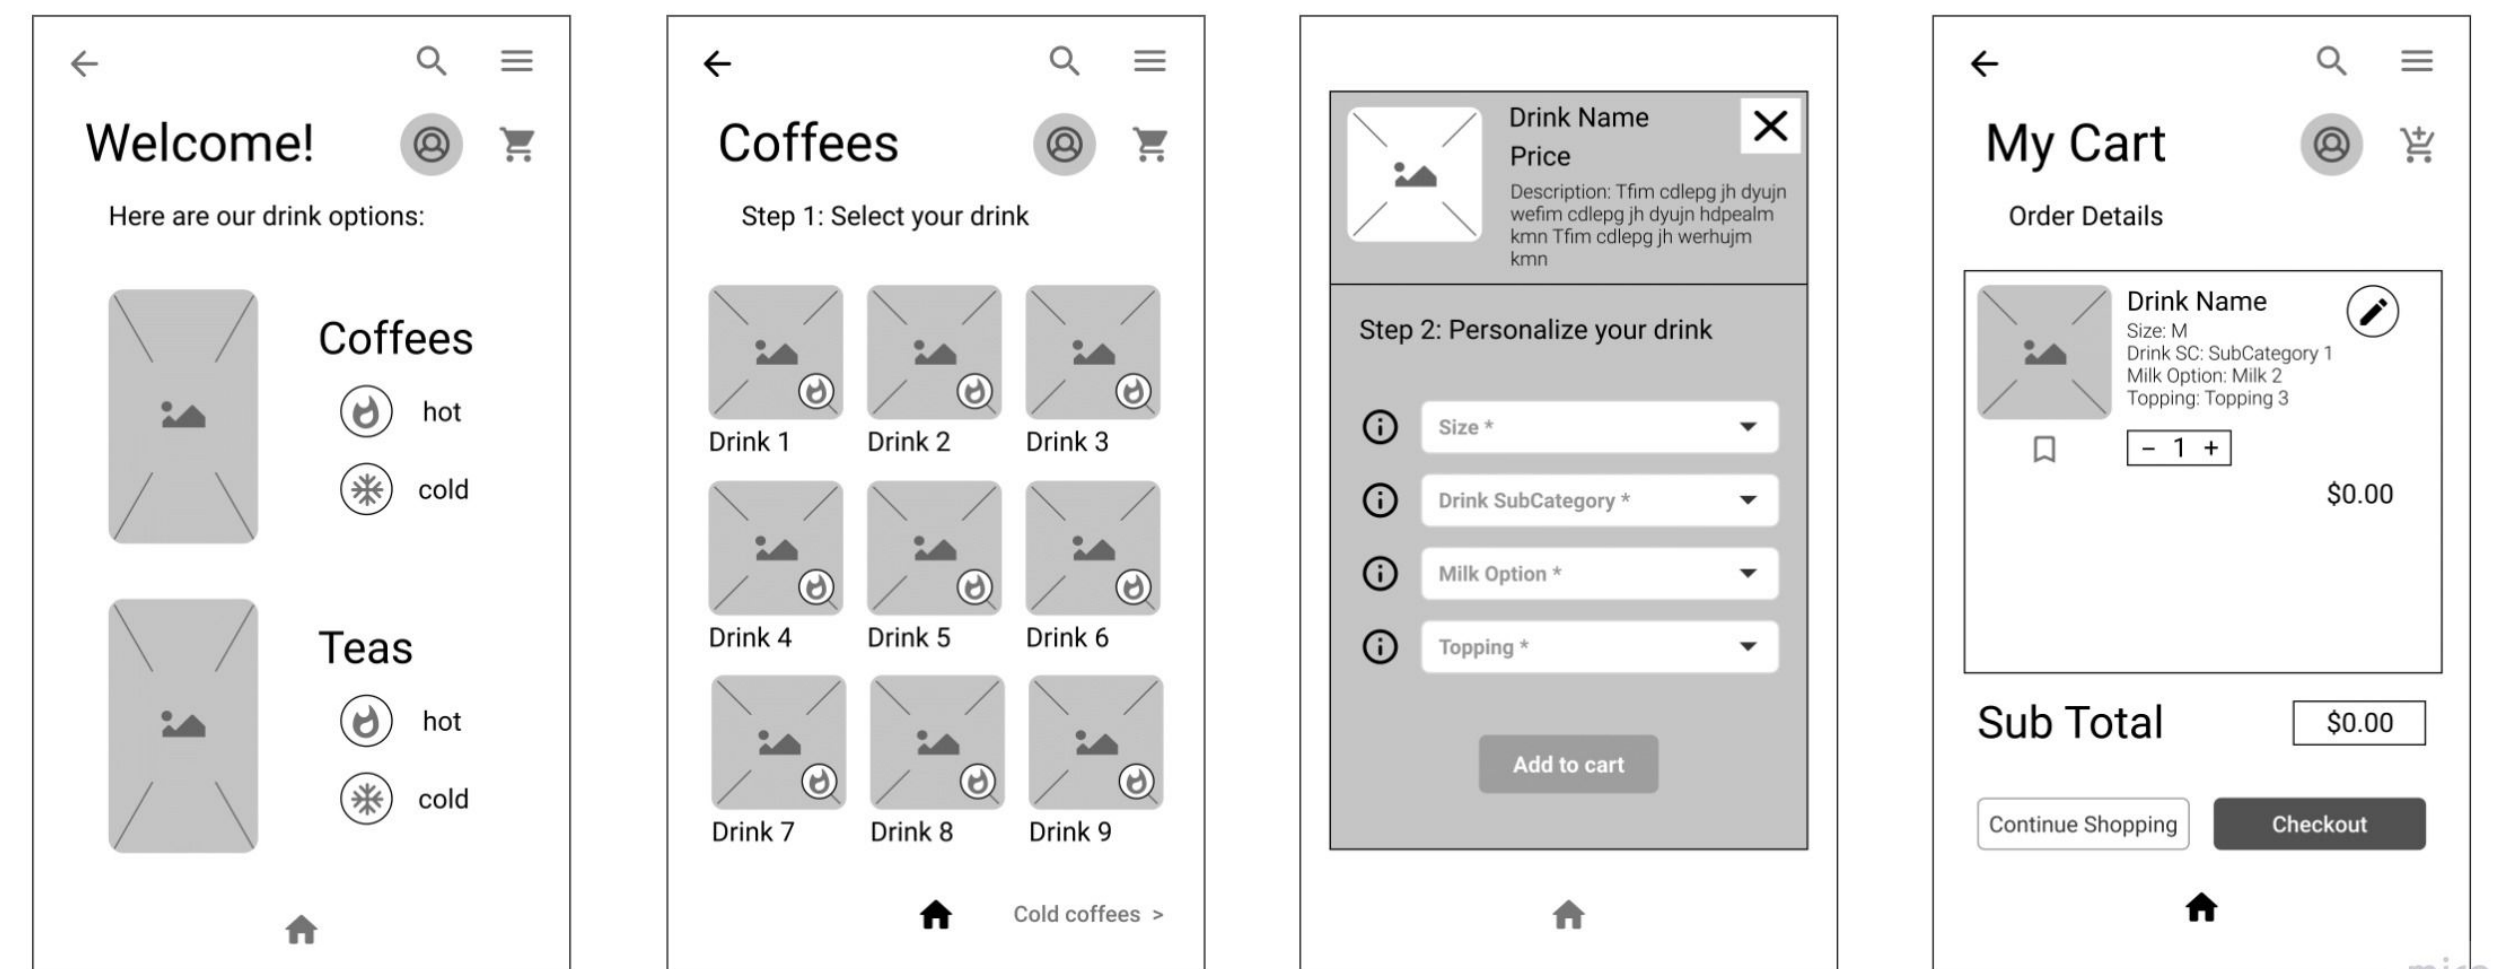 Welcome!
Here are our drink options:
Coffees
hot
cold
Teas
hot
cold
Coffees
Step 1: Select your drink
Drink 1
Drink 2
Drink 3
Drink 4
Drink 5
Drink 6
Drink 7
Drink 8
Drink 9
Cold coffees >
Drink Name
Price
Description: Tfim cdlepg jh dyujn
wefim cdlepg jh dyujn hdpealm
kmn Tfim cdlepg jh werhujm
kmn
Step 2: Personalize your drink
Size *
Drink SubCategory *
Milk Option *
Topping *
Add to cart
My Cart
Order Details
Drink Name
Size: M
Drink SC: SubCategory 1
Milk Option: Milk 2
Topping: Topping 3
− 1 +
$0.00
Sub Total
$0.00
Continue Shopping
Checkout